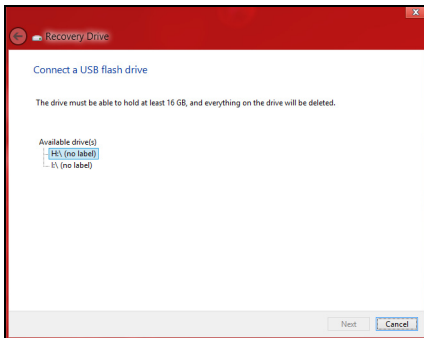 x
Recovery Drive
Connect a USB flash drive
The drive must be able to hold at least 16 GB, and everything on the drive will be deleted.
Available drive(s)
H:\ (no label)
I:\ (no label)
Next Cancel